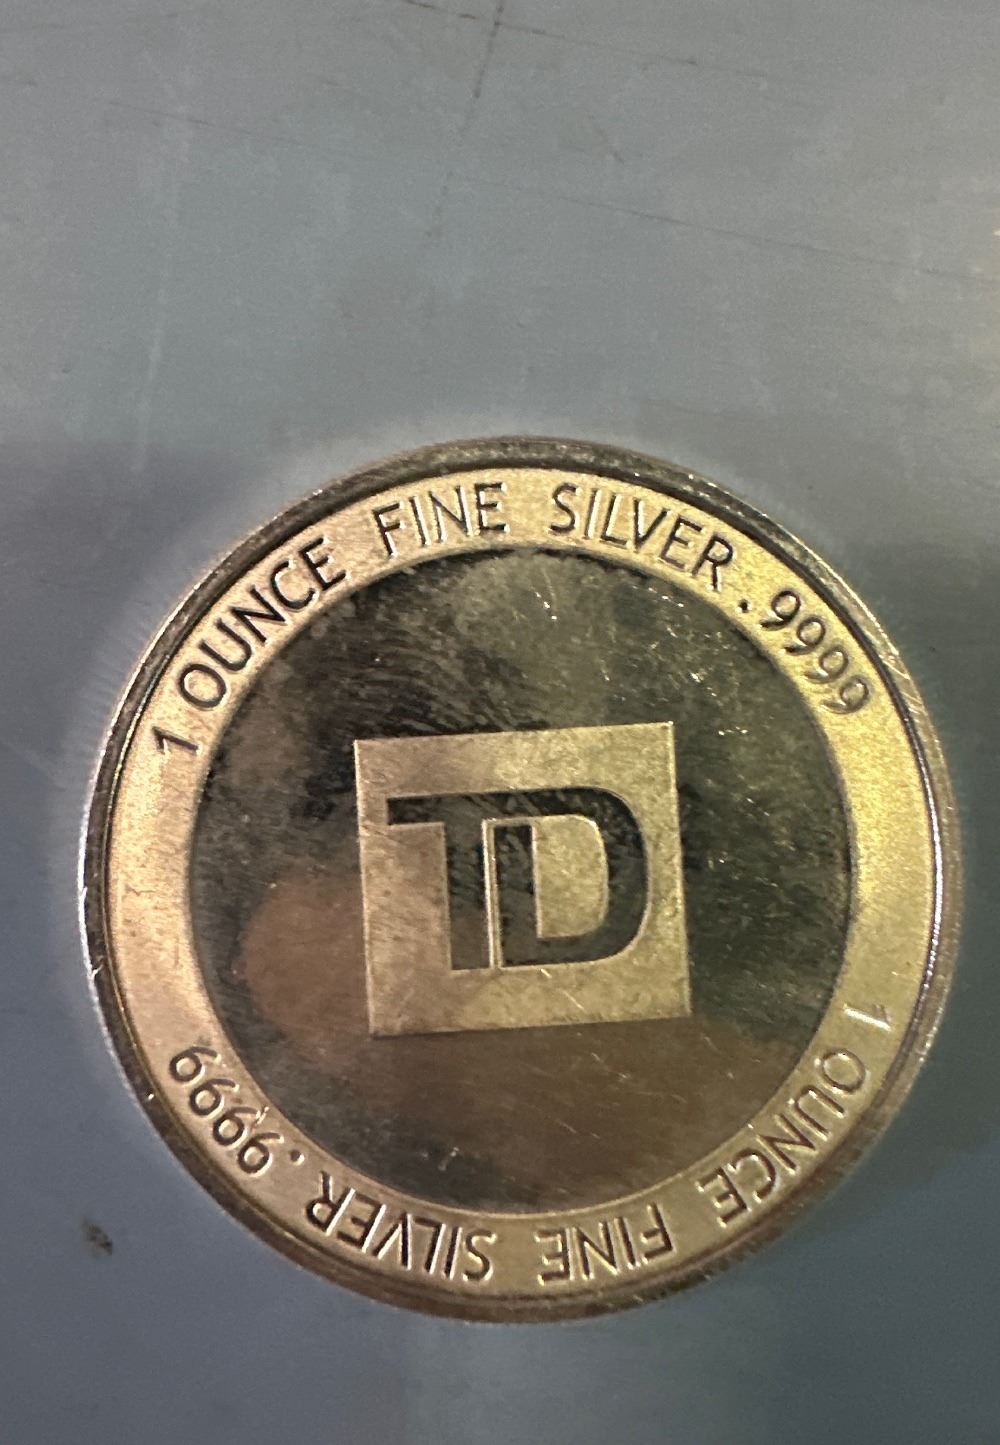 1 OUNCE FINE SILVER .9999
TD
1 OUNCE FINE SILVER .9999